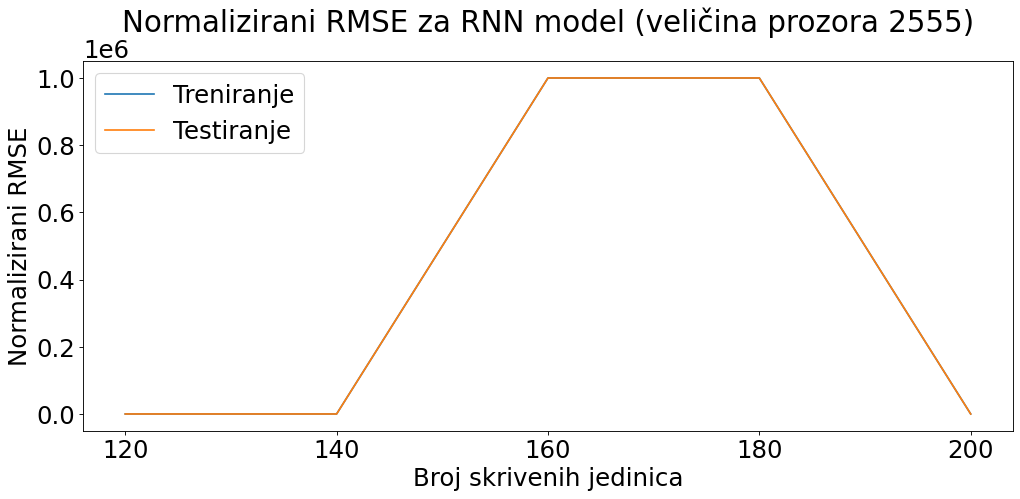 Normalizirani RMSE za RNN model (veličina prozora 2555)
1e6
Treniranje
Testiranje
Normalizirani RMSE
1.0
0.8
0.6
0.4
0.2
0.0
120 140 160 180 200
Broj skrivenih jedinica